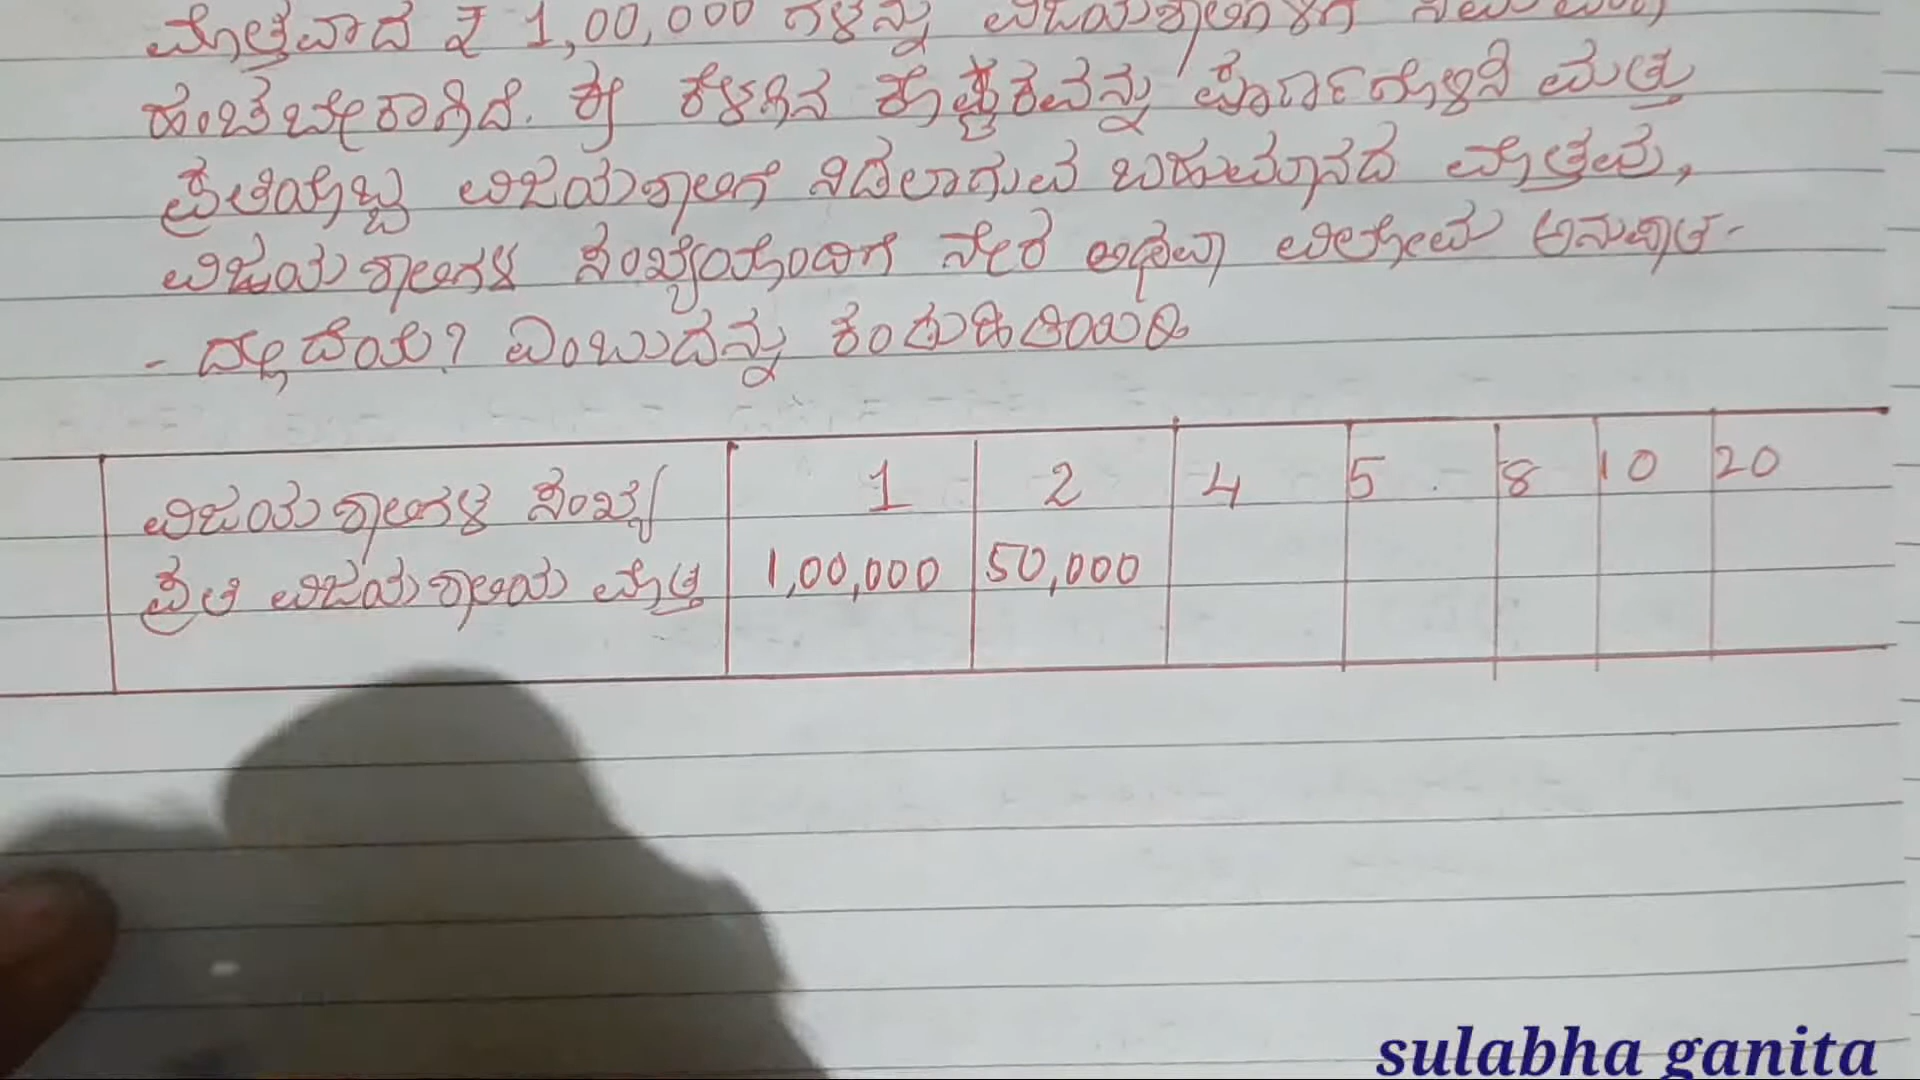 ಮೊತ್ತವಾದ ₹ 1,00,000 ಗಳನ್ನು ವಿಜಯಶಾಲಿಗಳಿಗೆ
ಹಂಚಬೇಕಾಗಿದೆ. ಈ ಕೆಳಗಿನ ಕೋಷ್ಟಕವನ್ನು ಪೂರ್ಣಗೊಳಿಸಿ ಮತ್ತು
ಪ್ರತಿಯೊಬ್ಬ ವಿಜಯಶಾಲಿಗೆ ನೀಡಲಾಗುವ ಬಹುಮಾನದ ಮೊತ್ತವು,
ವಿಜಯಶಾಲಿಗಳ ಸಂಖ್ಯೆಯೊಂದಿಗೆ ನೇರ ಅಥವಾ ವಿಲೋಮ ಅನುಪಾತ-
- ದಲ್ಲಿದೆಯೇ? ಎಂಬುದನ್ನು ಕಂಡುಹಿಡಿಯಿರಿ
ವಿಜಯಶಾಲಿಗಳ ಸಂಖ್ಯೆ 1 2 4 5 8 10 20
ಪ್ರತಿ ವಿಜಯಶಾಲಿಯ ಮೊತ್ತ 1,00,000 50,000
sulabha ganita